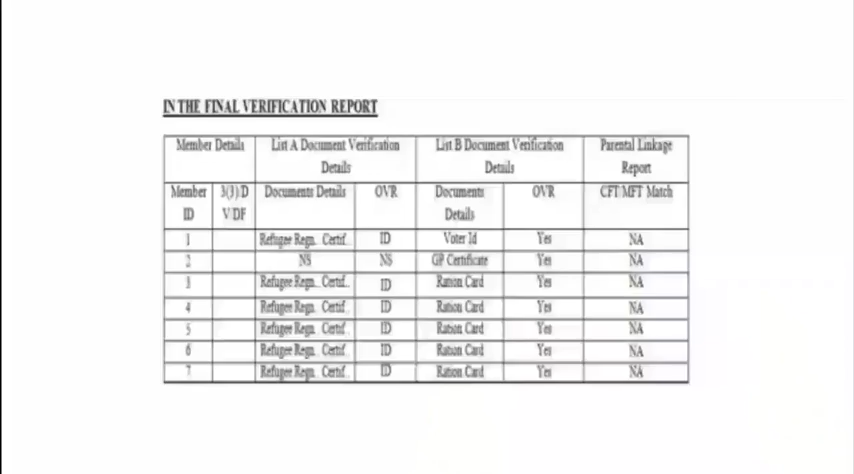 IN THE FINAL VERIFICATION REPORT
Member Details List A Document Verification Details List B Document Verification Details Parental Linkage Report
Member ID 3(3) D V DF Documents Details OVR Documents Details OVR CFT MFT Match
1 Refugee Regn. Certif. ID Voter Id Yes NA
2 NS NS GP Certificate Yes NA
3 Refugee Regn. Certif. ID Ration Card Yes NA
4 Refugee Regn. Certif. ID Ration Card Yes NA
5 Refugee Regn. Certif. ID Ration Card Yes NA
6 Refugee Regn. Certif. ID Ration Card Yes NA
7 Refugee Regn. Certif. ID Ration Card Yes NA